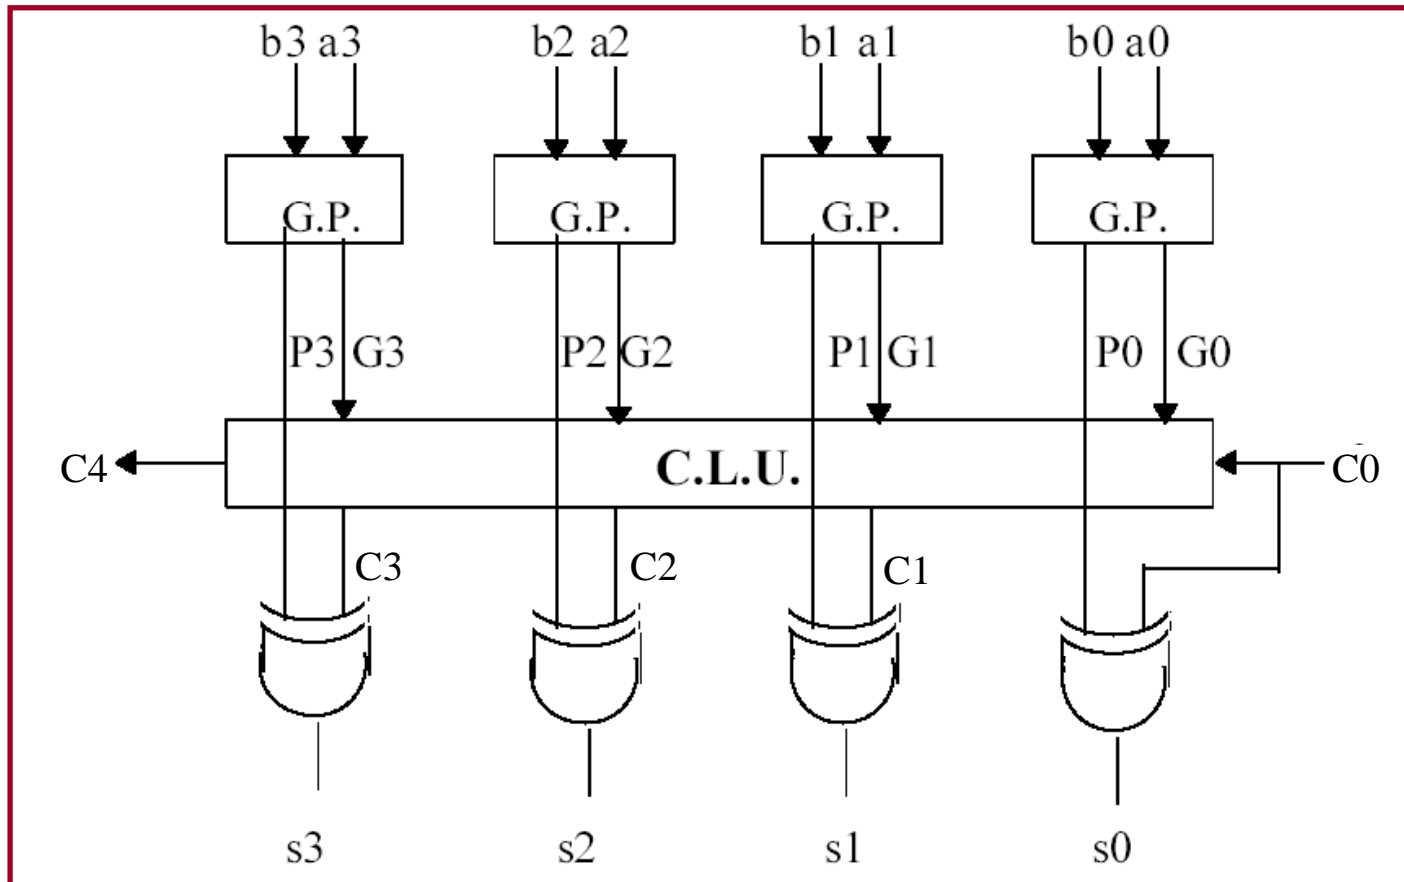 b3 a3 b2 a2 b1 a1 b0 a0
G.P. G.P. G.P. G.P.
P3 G3 P2 G2 P1 G1 P0 G0
C4 C.L.U. C0
C3 C2 C1
s3 s2 s1 s0